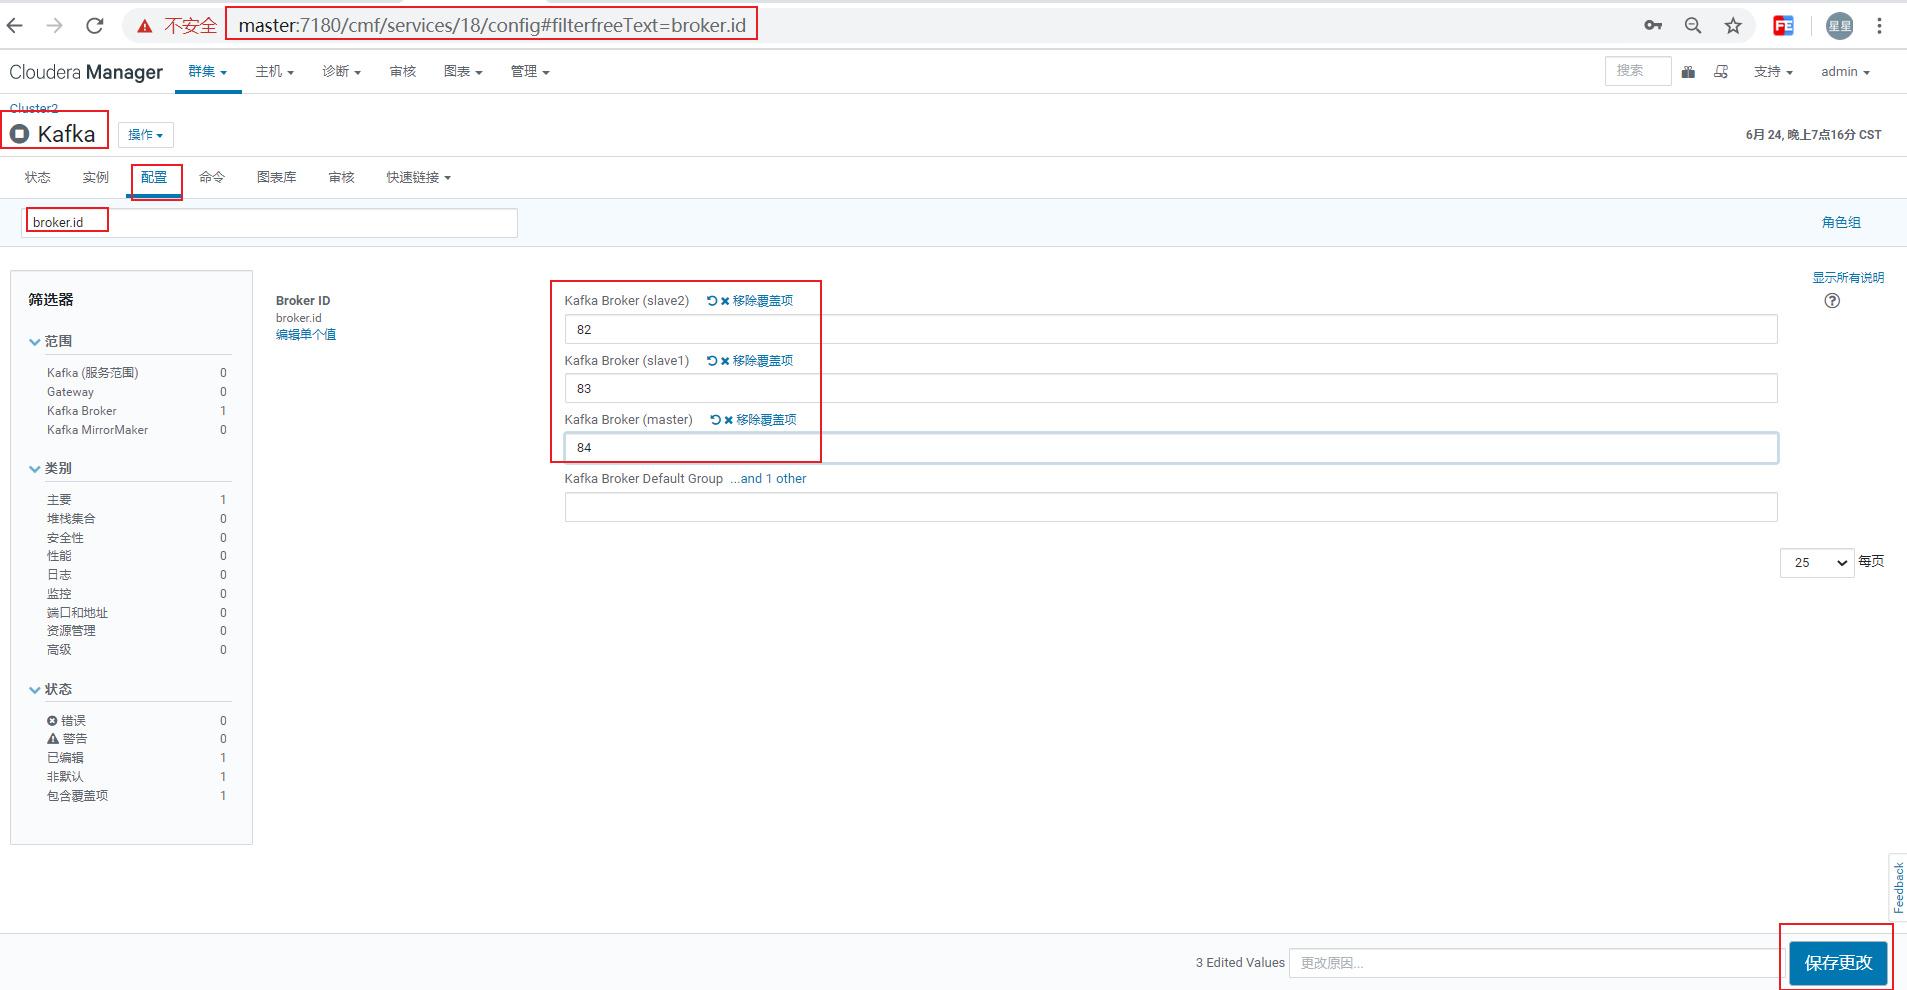 不安全 master:7180/cmf/services/18/config#filterfreeText=broker.id 星星
Cloudera Manager 群集 主机 诊断 审核 图表 管理 搜索 支持 admin
Cluster2
Kafka 操作 6月 24, 晚上7点16分 CST
状态 实例 配置 命令 图表库 审核 快速链接
broker.id 角色组
显示所有说明
筛选器
范围
Kafka (服务范围) 0
Gateway 0
Kafka Broker 1
Kafka MirrorMaker 0
类别
主要 1
堆栈集合 0
安全性 0
性能 0
日志 0
监控 0
端口和地址 0
资源管理 0
高级 0
状态
错误 0
警告 0
已编辑 1
非默认 1
包含覆盖项 1
Broker ID
broker.id
编辑单个值
Kafka Broker (slave2) 移除覆盖项
82
Kafka Broker (slave1) 移除覆盖项
83
Kafka Broker (master) 移除覆盖项
84
Kafka Broker Default Group ...and 1 other
25 每页
Feedback
3 Edited Values 更改原因... 保存更改